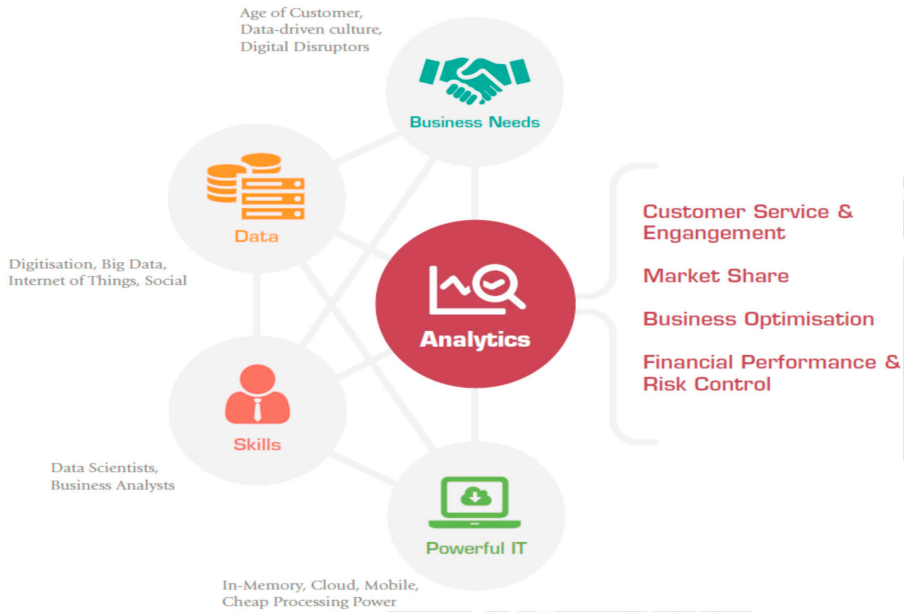 Age of Customer,
Data-driven culture,
Digital Disruptors
Business Needs
Data
Digitisation, Big Data,
Internet of Things, Social
Analytics
Customer Service &
Engangement
Market Share
Business Optimisation
Financial Performance &
Risk Control
Skills
Data Scientists,
Business Analysts
Powerful IT
In-Memory, Cloud, Mobile,
Cheap Processing Power